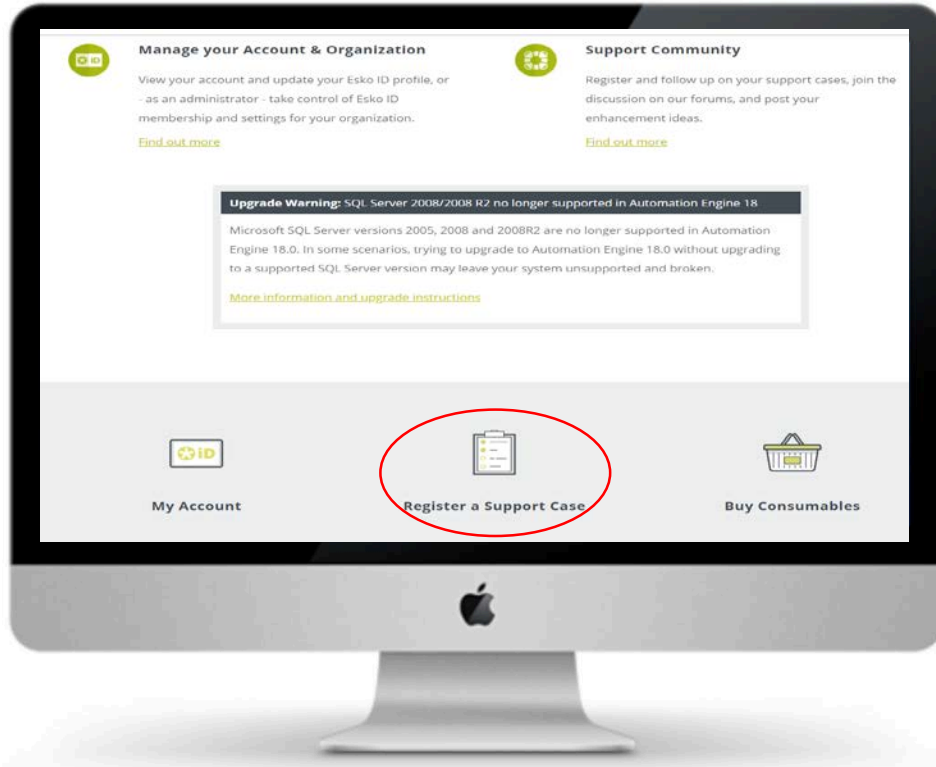 Manage your Account & Organization
View your account and update your Esko ID profile, or
- as an administrator - take control of Esko ID
membership and settings for your organization.
Find out more
Support Community
Register and follow up on your support cases, join the
discussion on our forums, and post your
enhancement ideas.
Find out more
Upgrade Warning: SQL Server 2008/2008 R2 no longer supported in Automation Engine 18
Microsoft SQL Server versions 2005, 2008 and 2008R2 are no longer supported in Automation
Engine 18.0. In some scenarios, trying to upgrade to Automation Engine 18.0 without upgrading
to a supported SQL Server version may leave your system unsupported and broken.
More information and upgrade instructions
iD
My Account
Register a Support Case
Buy Consumables